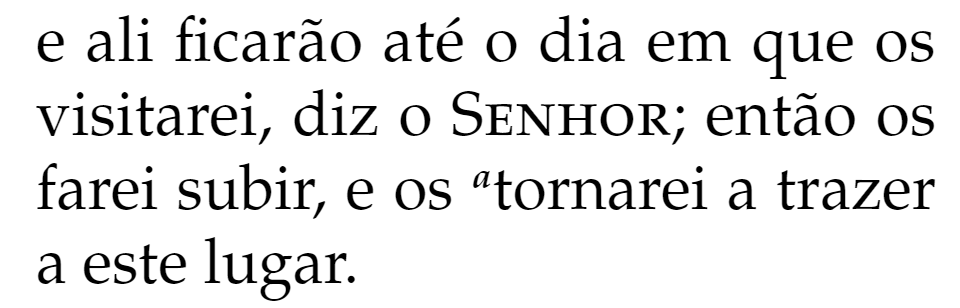 e ali ficarão até o dia em que os
visitarei, diz o SENHOR; então os
farei subir, e os ᵃtornarei a trazer
a este lugar.